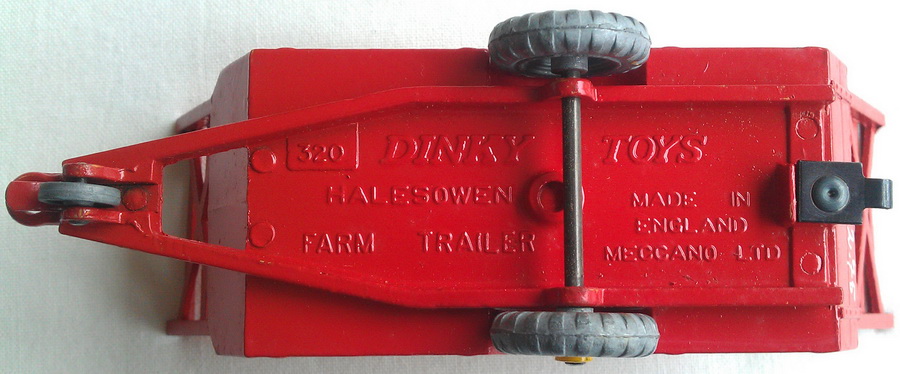 320 DINKY TOYS
HALESOWEN
FARM TRAILER
MADE IN
ENGLAND
MECCANO LTD